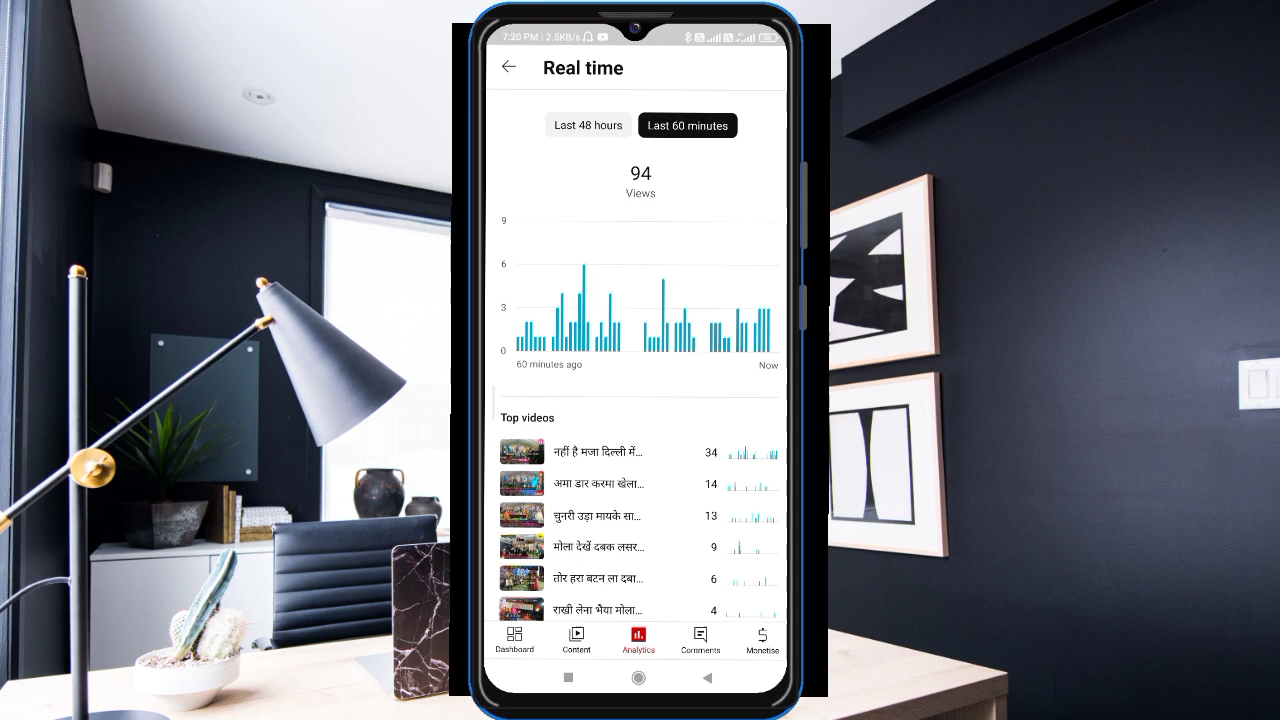 7:20 PM | 2.5KB/s
Real time
Last 48 hours Last 60 minutes
94
Views
9
6
3
0
60 minutes ago Now
Top videos
नहीं है मजा दिल्ली में... 34
अमा डार करमा खेला... 14
चुनरी उड़ा मायके सा... 13
मोला देखें दबक लसर... 9
तोर हरा बटन ला दबा... 6
राखी लेना भैया मोला... 4
Dashboard Content Analytics Comments Monetise